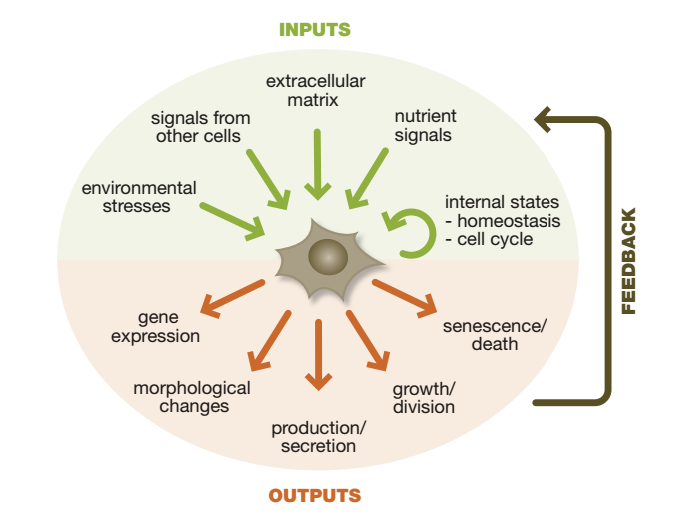 INPUTS
extracellular
matrix
signals from
other cells
nutrient
signals
environmental
stresses
internal states
- homeostasis
- cell cycle
FEEDBACK
gene
expression
senescence/
death
morphological
changes
growth/
division
production/
secretion
OUTPUTS